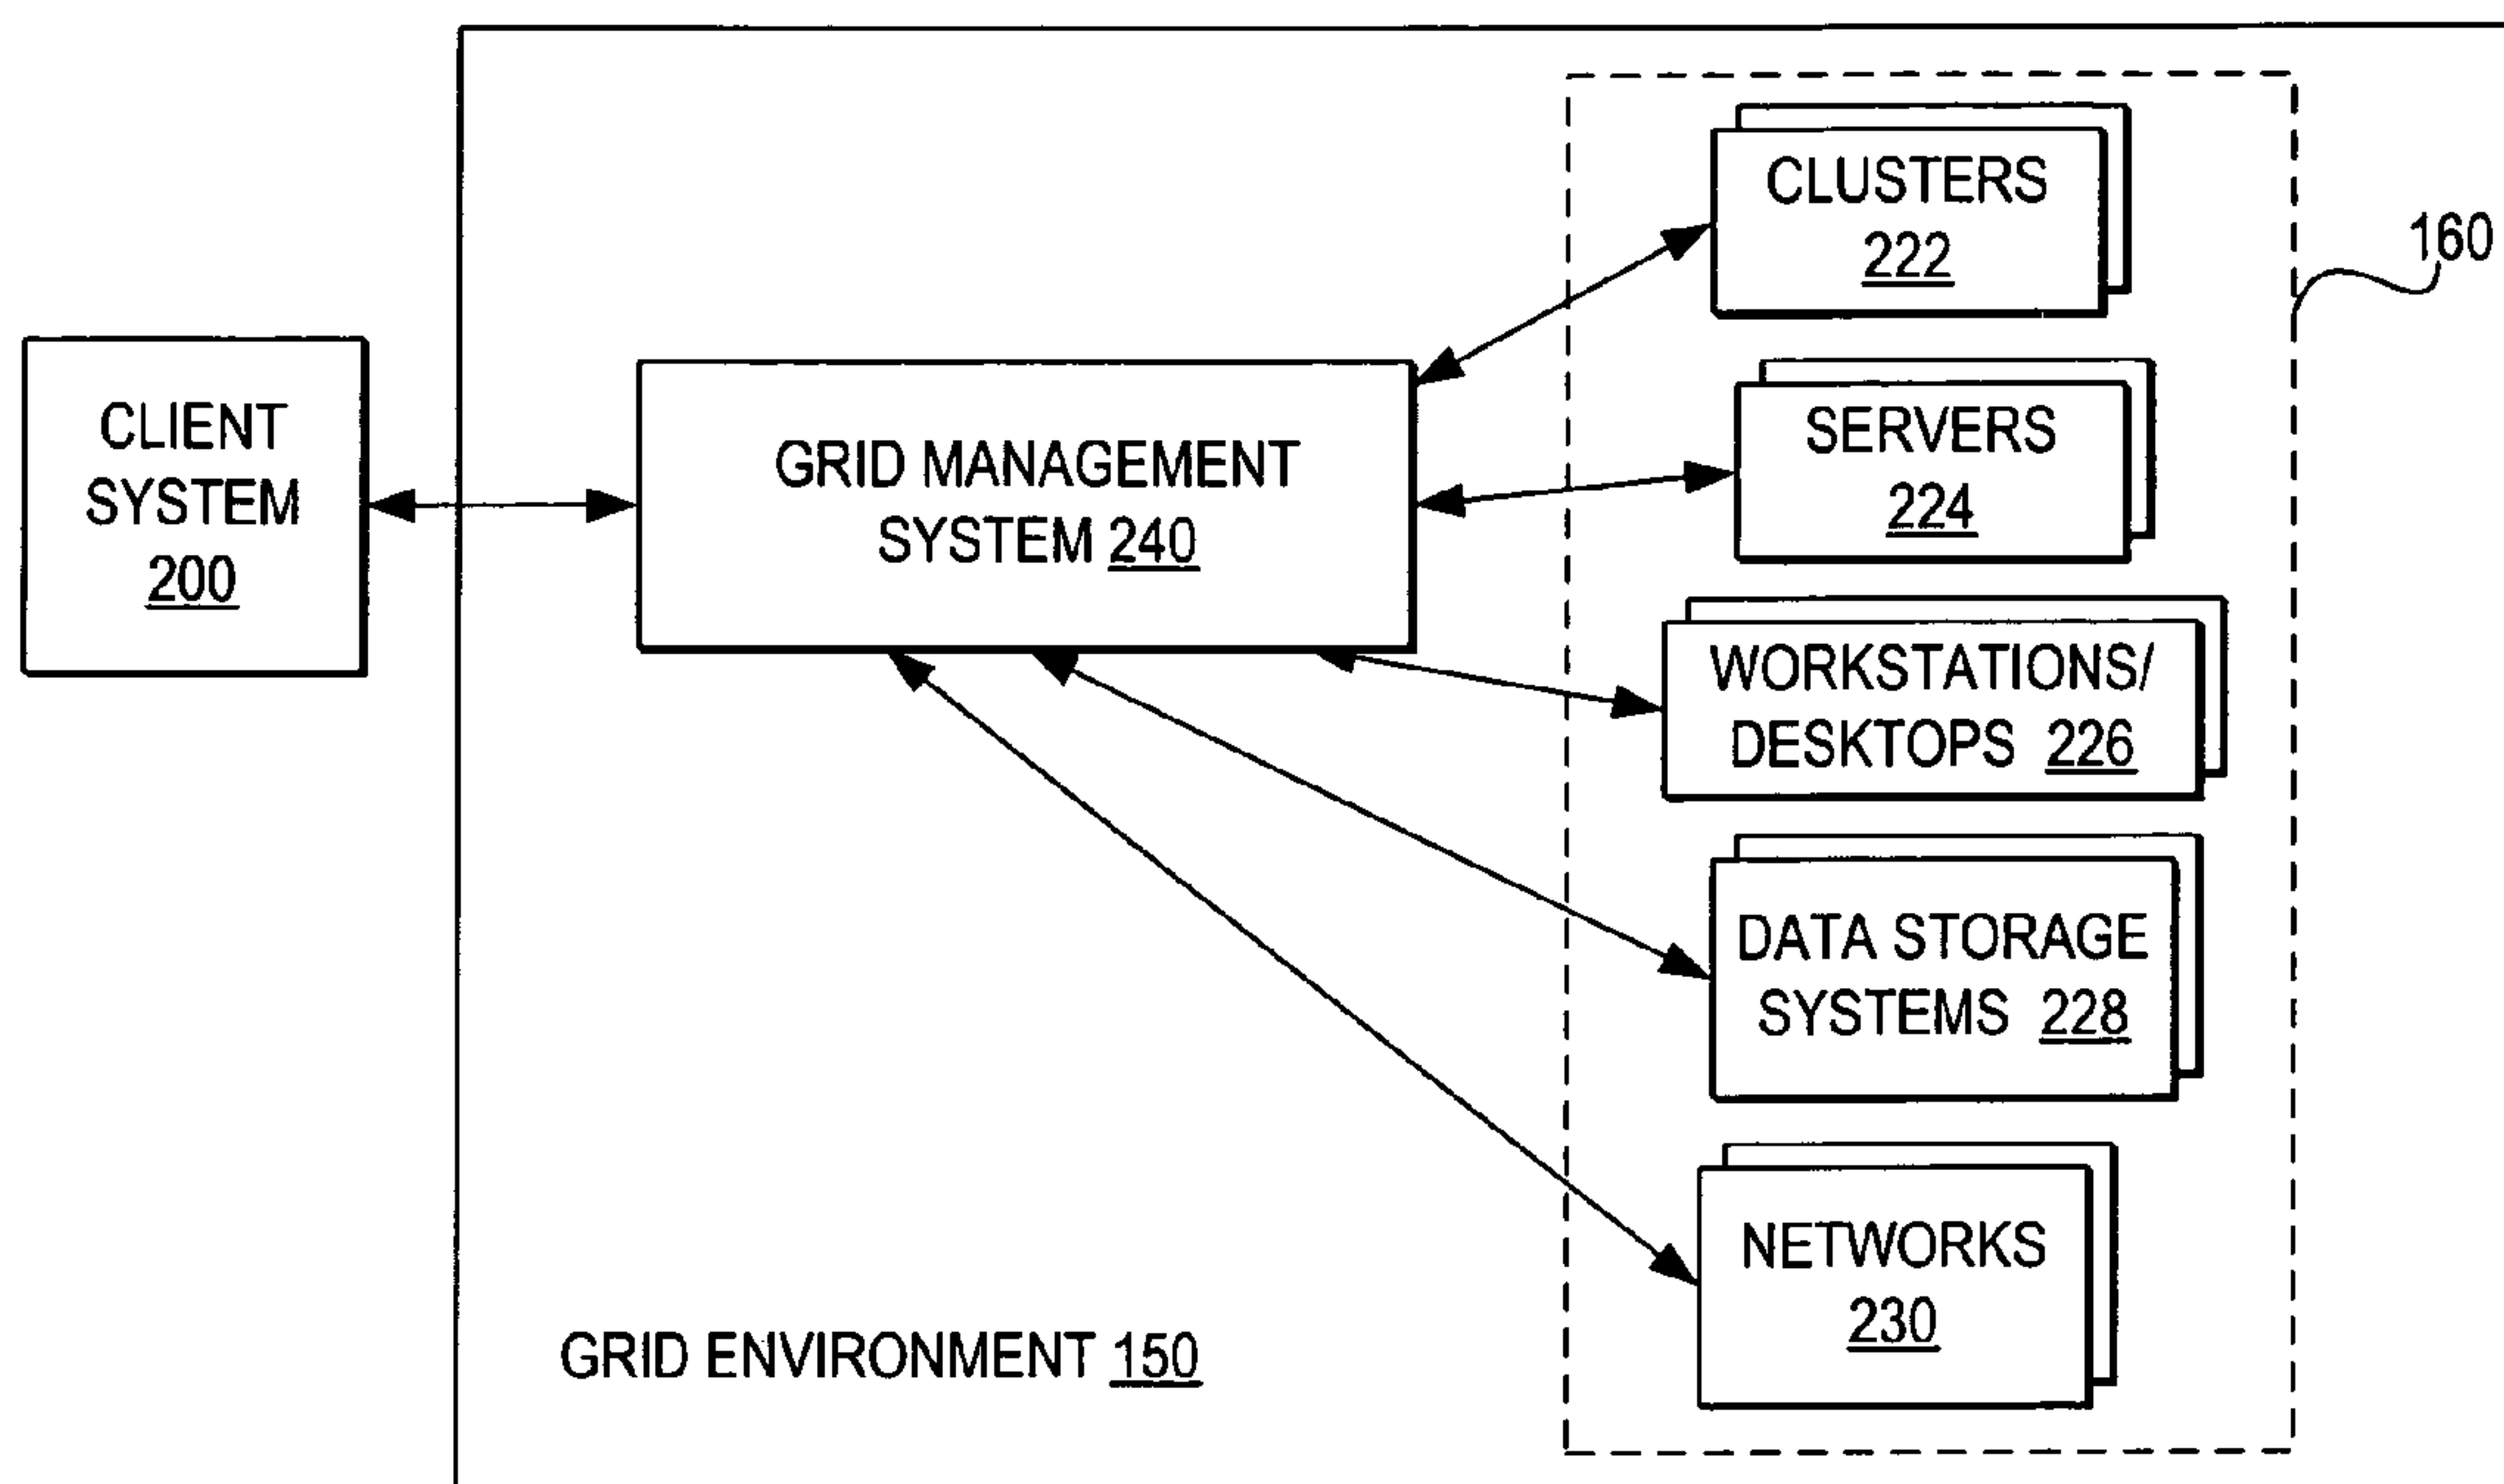 CLIENT
SYSTEM
200
GRID MANAGEMENT
SYSTEM 240
CLUSTERS
222
160
SERVERS
224
WORKSTATIONS/
DESKTOPS 226
DATA STORAGE
SYSTEMS 228
NETWORKS
230
GRID ENVIRONMENT 150